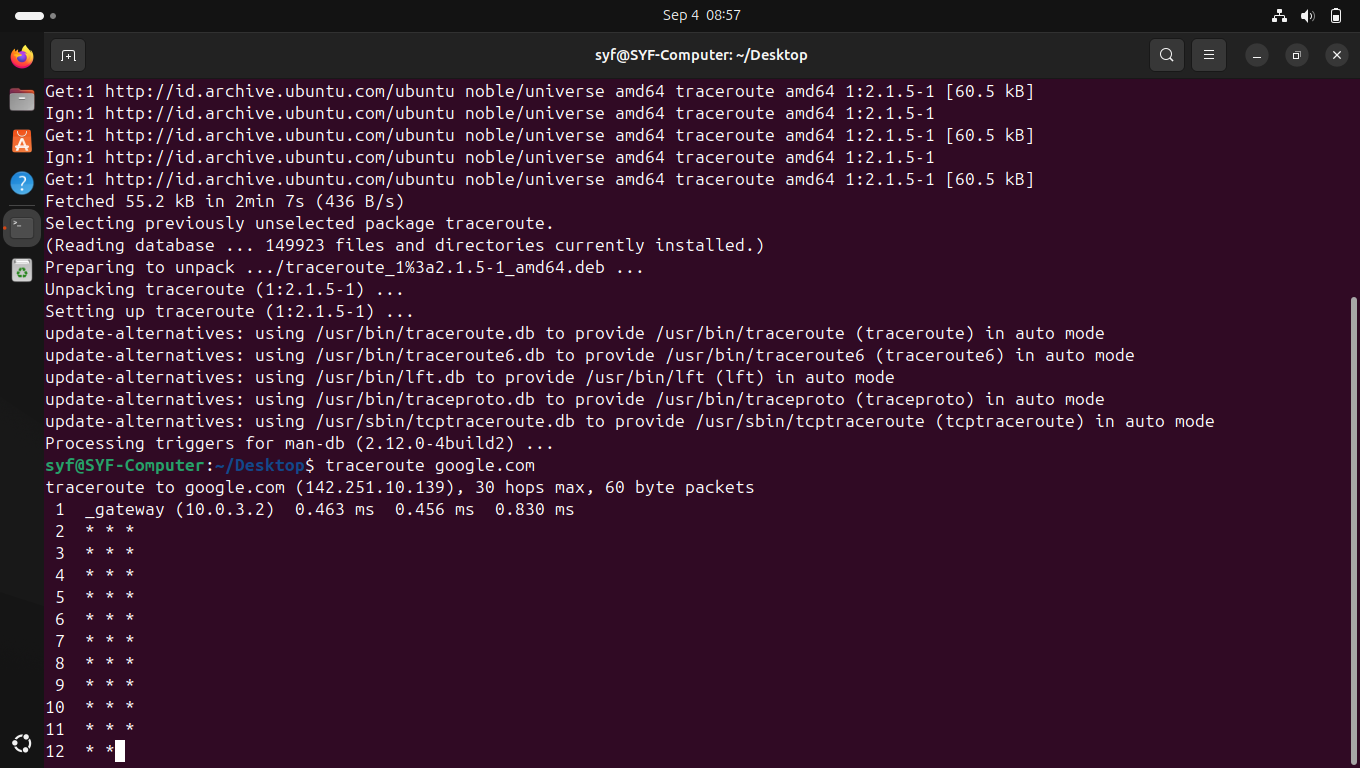 Sep 4 08:57
syf@SYF-Computer: ~/Desktop
Get:1 http://id.archive.ubuntu.com/ubuntu noble/universe amd64 traceroute amd64 1:2.1.5-1 [60.5 kB]
Ign:1 http://id.archive.ubuntu.com/ubuntu noble/universe amd64 traceroute amd64 1:2.1.5-1
Get:1 http://id.archive.ubuntu.com/ubuntu noble/universe amd64 traceroute amd64 1:2.1.5-1 [60.5 kB]
Ign:1 http://id.archive.ubuntu.com/ubuntu noble/universe amd64 traceroute amd64 1:2.1.5-1
Get:1 http://id.archive.ubuntu.com/ubuntu noble/universe amd64 traceroute amd64 1:2.1.5-1 [60.5 kB]
Fetched 55.2 kB in 2min 7s (436 B/s)
Selecting previously unselected package traceroute.
(Reading database ... 149923 files and directories currently installed.)
Preparing to unpack .../traceroute_1%3a2.1.5-1_amd64.deb ...
Unpacking traceroute (1:2.1.5-1) ...
Setting up traceroute (1:2.1.5-1) ...
update-alternatives: using /usr/bin/traceroute.db to provide /usr/bin/traceroute (traceroute) in auto mode
update-alternatives: using /usr/bin/traceroute6.db to provide /usr/bin/traceroute6 (traceroute6) in auto mode
update-alternatives: using /usr/bin/lft.db to provide /usr/bin/lft (lft) in auto mode
update-alternatives: using /usr/bin/traceproto.db to provide /usr/bin/traceproto (traceproto) in auto mode
update-alternatives: using /usr/sbin/tcptraceroute.db to provide /usr/sbin/tcptraceroute (tcptraceroute) in auto mode
Processing triggers for man-db (2.12.0-4build2) ...
syf@SYF-Computer:~/Desktop$ traceroute google.com
traceroute to google.com (142.251.10.139), 30 hops max, 60 byte packets
 1  _gateway (10.0.3.2)  0.463 ms  0.456 ms  0.830 ms
 2  * * *
 3  * * *
 4  * * *
 5  * * *
 6  * * *
 7  * * *
 8  * * *
 9  * * *
10  * * *
11  * * *
12  * *